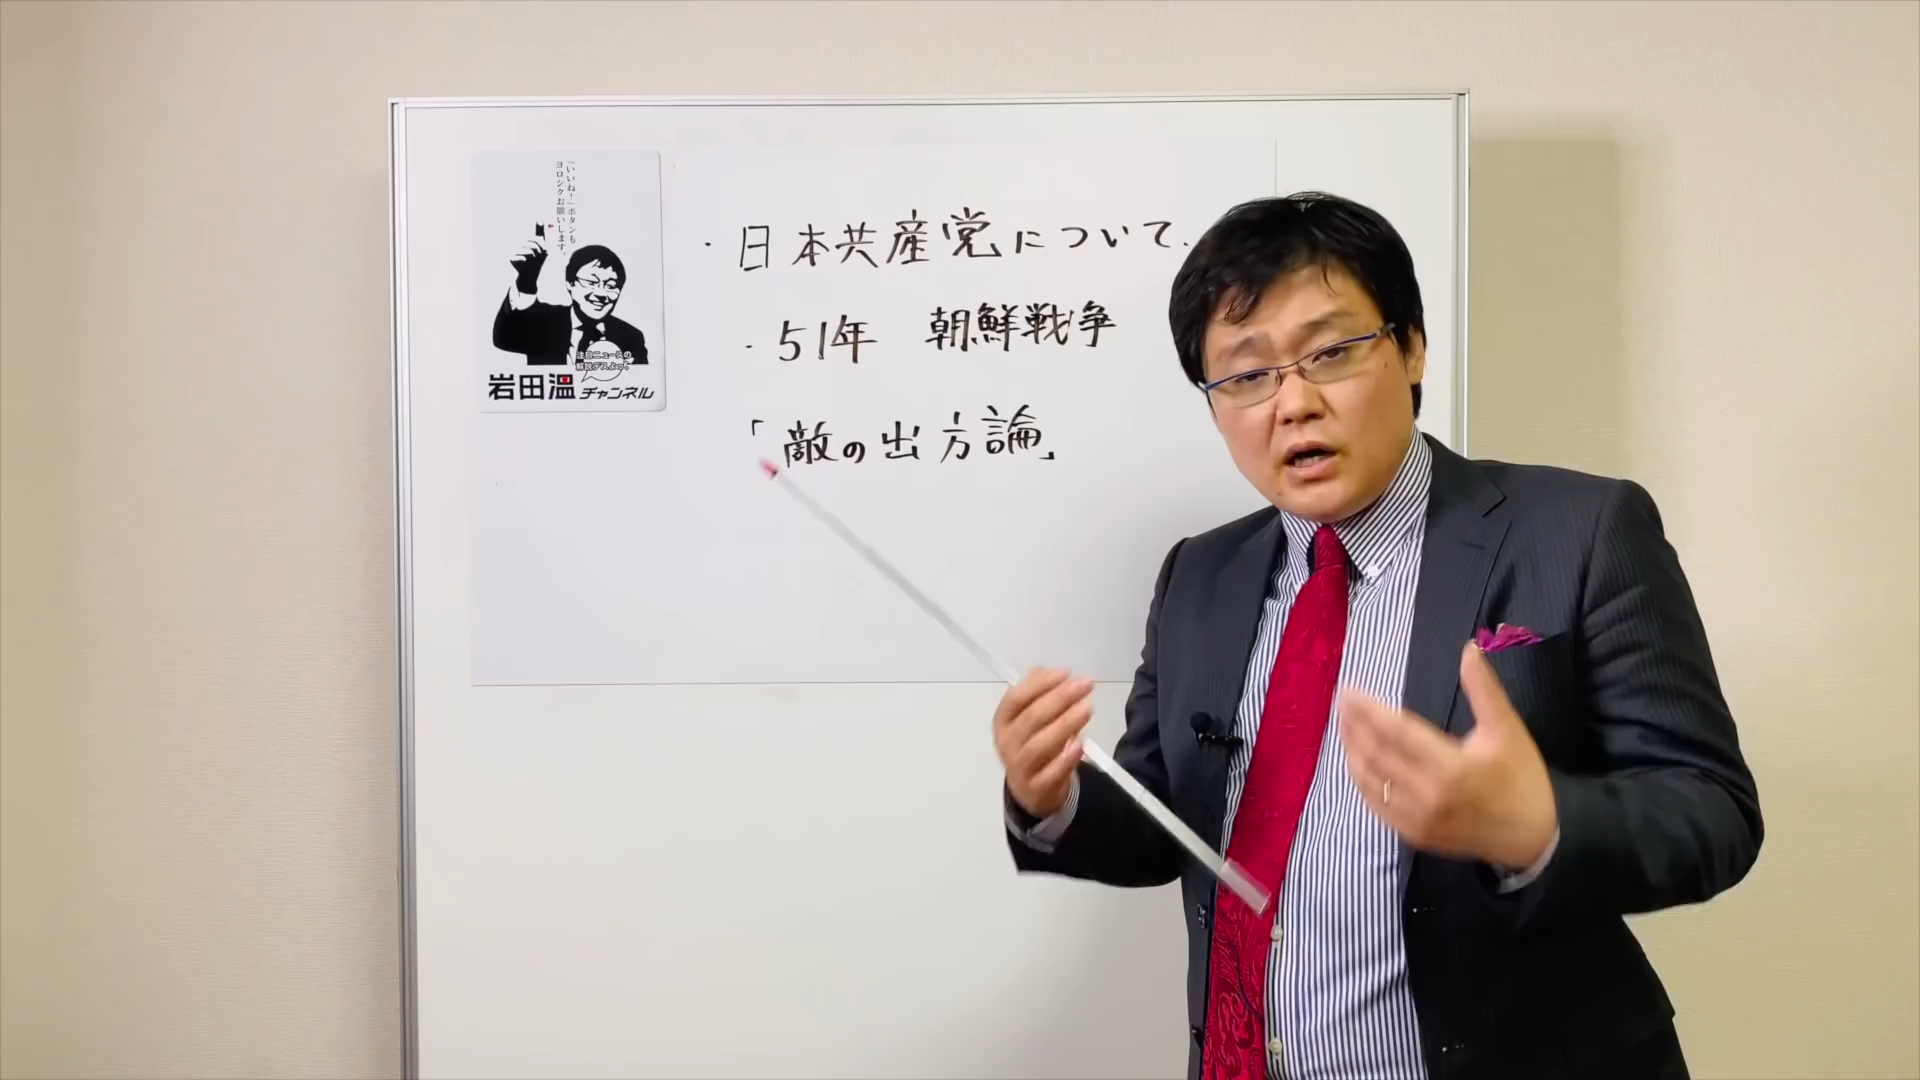 「いいね！」ボタンも
ヨロシクお願いします。
注目ニュースの
解説デスよっ！
岩田温チャンネル
・日本共産党について.
・51年 朝鮮戦争
「敵の出方論」